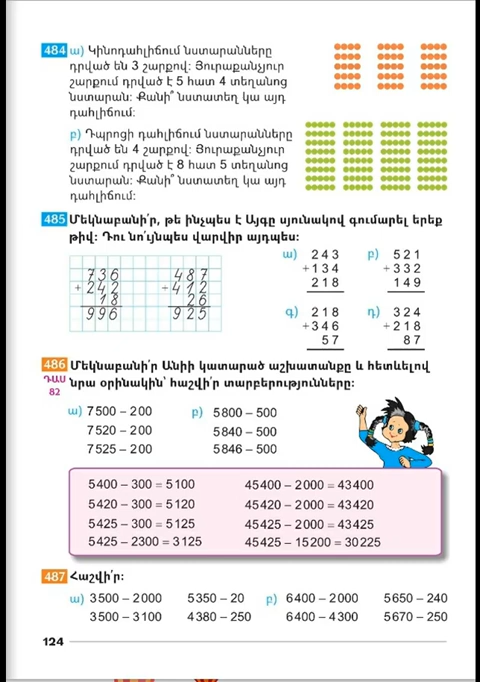 484 ա) Կինոդահլիճում նստարանները
դրված են 3 շարքով: Յուրաքանչյուր
շարքում դրված է 5 հատ 4 տեղանոց
նստարան: Քանի՞ նստատեղ կա այդ
դահլիճում:
բ) Դպրոցի դահլիճում նստարանները
դրված են 4 շարքով: Յուրաքանչյուր
շարքում դրված է 8 հատ 5 տեղանոց
նստարան: Քանի՞ նստատեղ կա այդ
դահլիճում:
485 Մեկնաբանի՛ր, թե ինչպես է Այգը սյունակով գումարել երեք
թիվ: Դու նո՛ւյնպես վարվիր այդպես:
736
+ 242
18
996
487
+ 412
26
925
ա) 243
+134
218
բ) 521
+332
149
գ) 218
+346
57
դ) 324
+218
87
486 Մեկնաբանի՛ր Անիի կատարած աշխատանքը և հետևելով
ԴԱՍ 82
նրա օրինակին՝ հաշվի՛ր տարբերությունները:
ա) 7500 – 200 բ) 5800 – 500
7520 – 200 5840 – 500
7525 – 200 5846 – 500
5400 – 300 = 5100 45400 – 2000 = 43400
5420 – 300 = 5120 45420 – 2000 = 43420
5425 – 300 = 5125 45425 – 2000 = 43425
5425 – 2300 = 3125 45425 – 15200 = 30225
487 Հաշվի՛ր:
ա) 3500 – 2000 5350 – 20 բ) 6400 – 2000 5650 – 240
3500 – 3100 4380 – 250 6400 – 4300 5670 – 250
124